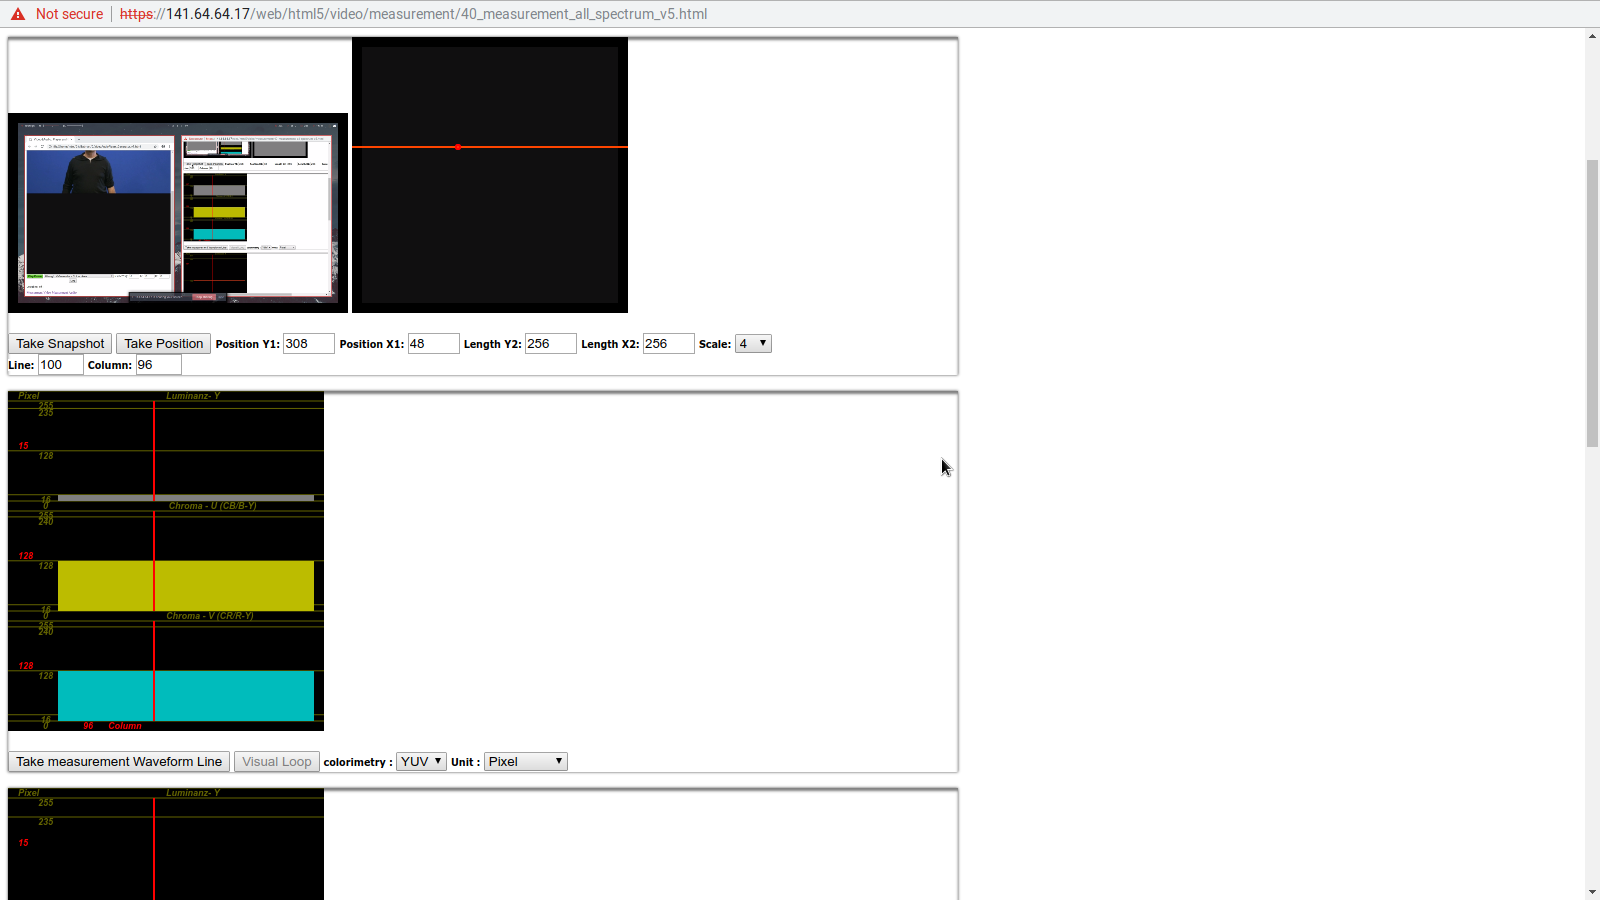 Not secure
https://141.64.64.17/web/html5/video/measurement/40_measurement_all_spectrum_v5.html
Take Snapshot Take Position Position Y1: 308 Position X1: 48 Length Y2: 256 Length X2: 256 Scale: 4
Line: 100 Column: 96
Pixel Luminanz- Y
255
235
15
128
16
0
Chroma - U (CB/B-Y)
255
240
128
128
16
0
Chroma - V (CR/R-Y)
255
240
128
128
16
0
96 Column
Take measurement Waveform Line Visual Loop colorimetry : YUV Unit : Pixel
Pixel Luminanz- Y
255
235
15